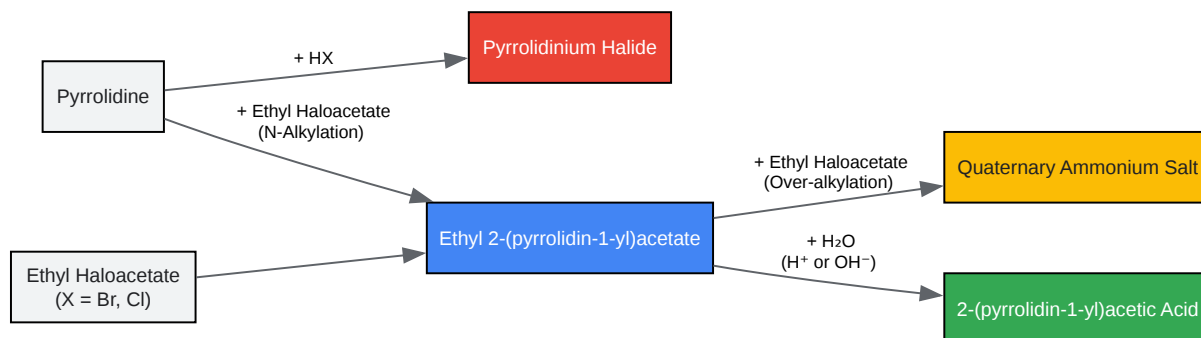 Pyrrolidine
+ HX
Pyrrolidinium Halide
+ Ethyl Haloacetate
(N-Alkylation)
Ethyl Haloacetate
(X = Br, Cl)
Ethyl 2-(pyrrolidin-1-yl)acetate
+ Ethyl Haloacetate
(Over-alkylation)
Quaternary Ammonium Salt
+ H₂O
(H⁺ or OH⁻)
2-(pyrrolidin-1-yl)acetic Acid